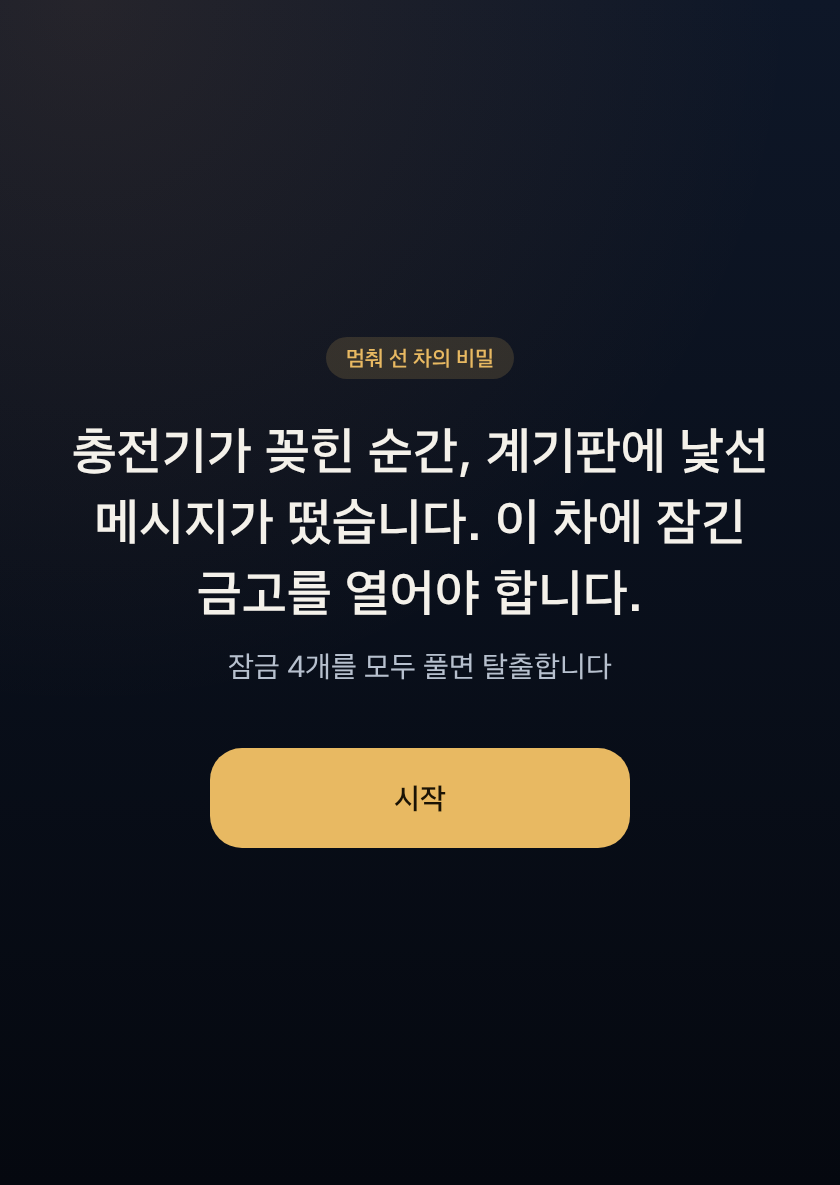 멈춰 선 차의 비밀
충전기가 꽂힌 순간, 계기판에 낯선
메시지가 떴습니다. 이 차에 잠긴
금고를 열어야 합니다.
잠금 4개를 모두 풀면 탈출합니다
시작